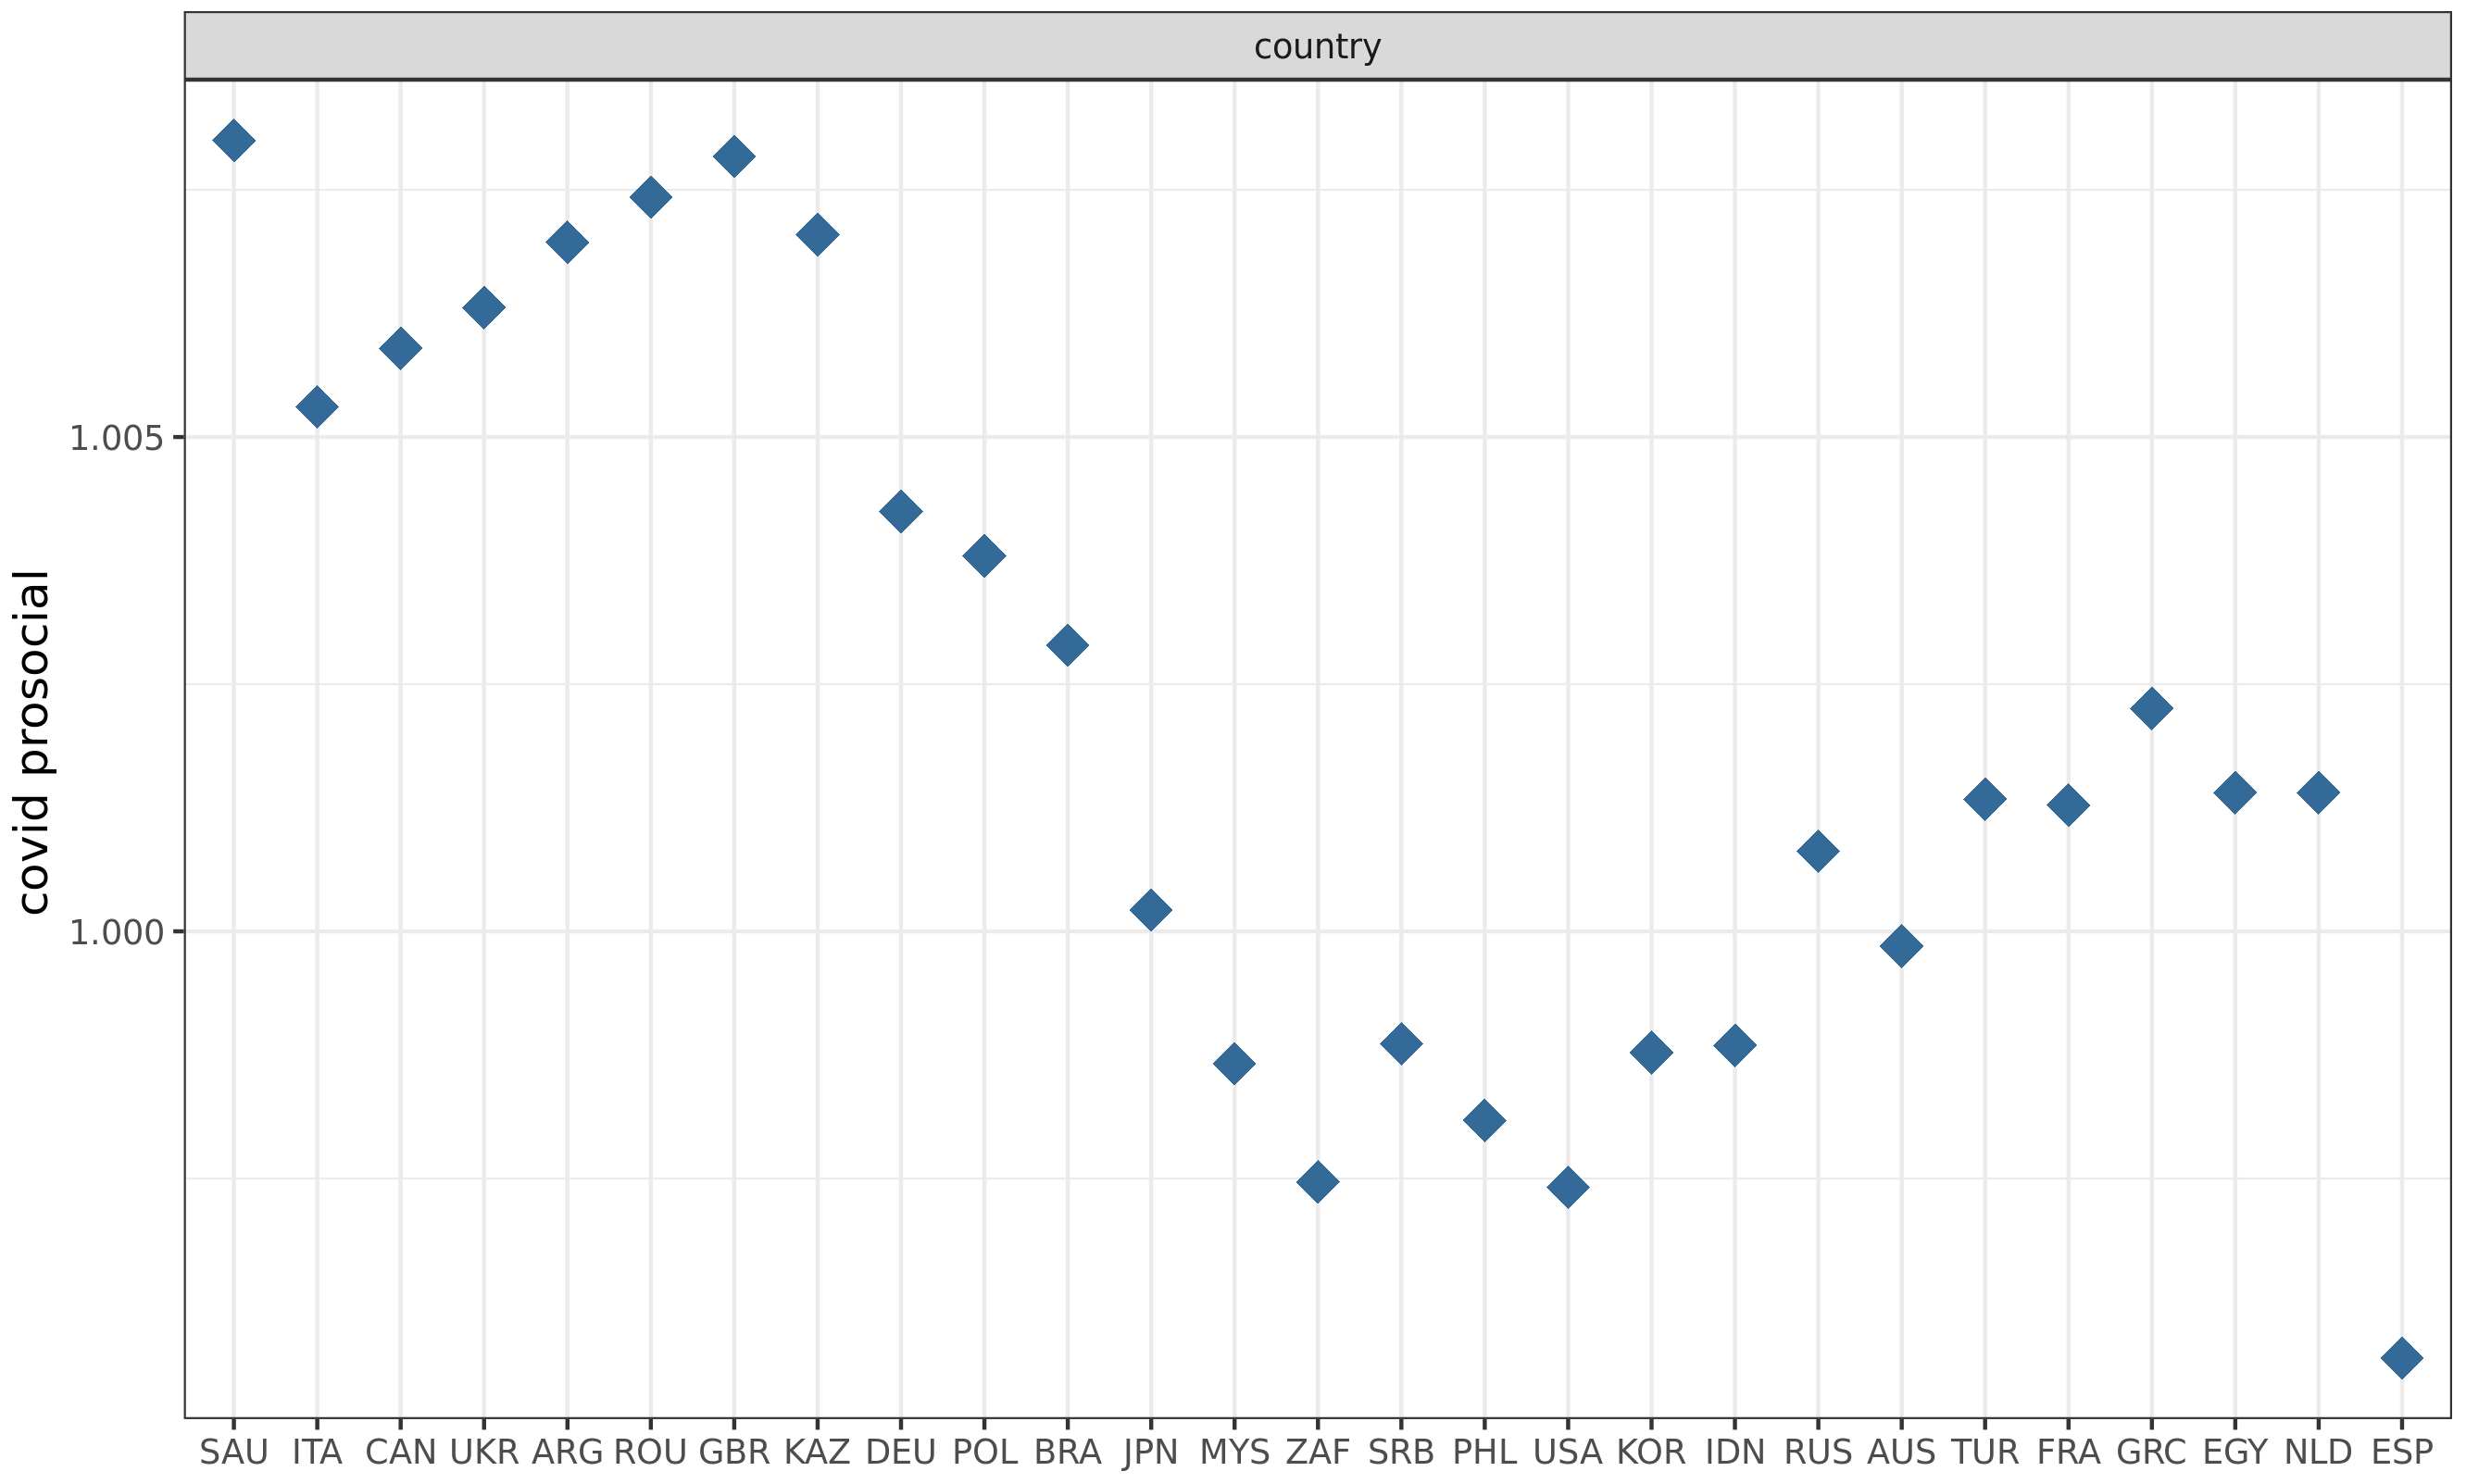 country
covid prosocial
1.005
1.000
SAU ITA CAN UKR ARG ROU GBR KAZ DEU POL BRA JPN MYS ZAF SRB PHL USA KOR IDN RUS AUS TUR FRA GRC EGY NLD ESP